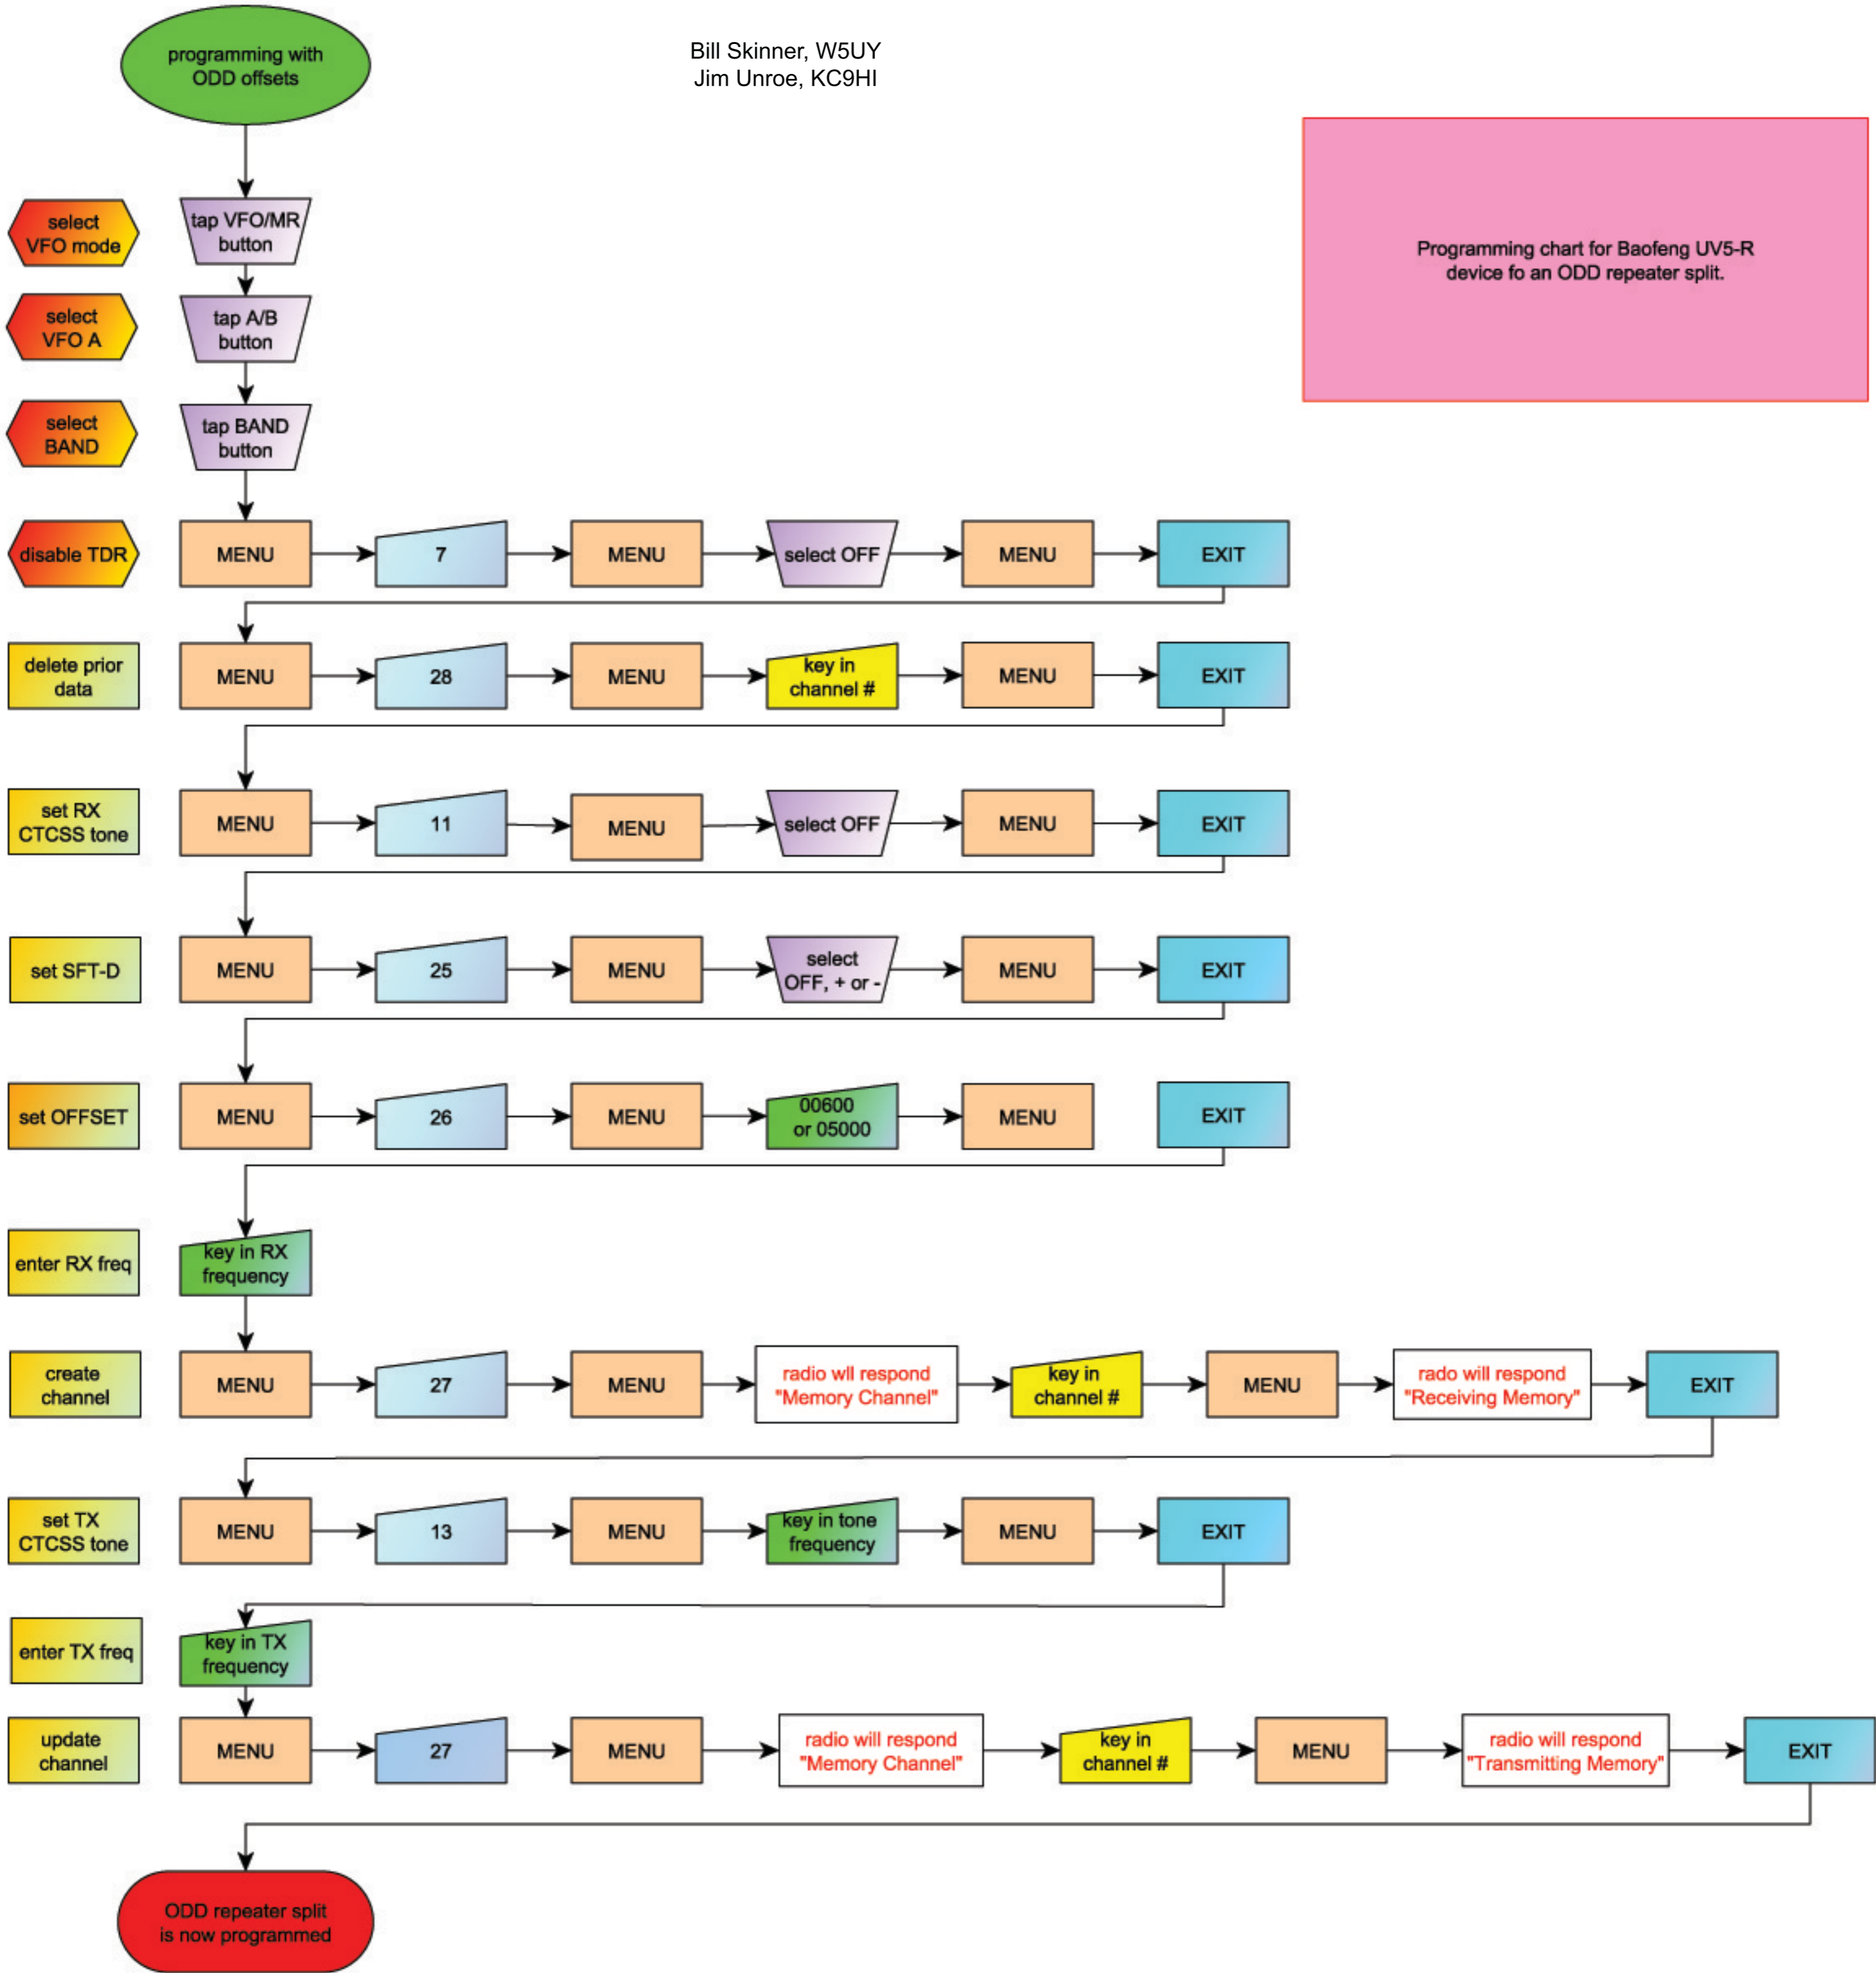 programming with
ODD offsets
Bill Skinner, W5UY
Jim Unroe, KC9HI
Programming chart for Baofeng UV5-R
device fo an ODD repeater split.
select
VFO mode
tap VFO/MR
button
select
VFO A
tap A/B
button
select
BAND
tap BAND
button
disable TDR
MENU
7
MENU
select OFF
MENU
EXIT
delete prior
data
MENU
28
MENU
key in
channel #
MENU
EXIT
set RX
CTCSS tone
MENU
11
MENU
select OFF
MENU
EXIT
set SFT-D
MENU
25
MENU
select
OFF, + or -
MENU
EXIT
set OFFSET
MENU
26
MENU
00600
or 05000
MENU
EXIT
enter RX freq
key in RX
frequency
create
channel
MENU
27
MENU
radio wll respond
"Memory Channel"
key in
channel #
MENU
rado will respond
"Receiving Memory"
EXIT
set TX
CTCSS tone
MENU
13
MENU
key in tone
frequency
MENU
EXIT
enter TX freq
key in TX
frequency
update
channel
MENU
27
MENU
radio will respond
"Memory Channel"
key in
channel #
MENU
radio will respond
"Transmitting Memory"
EXIT
ODD repeater split
is now programmed